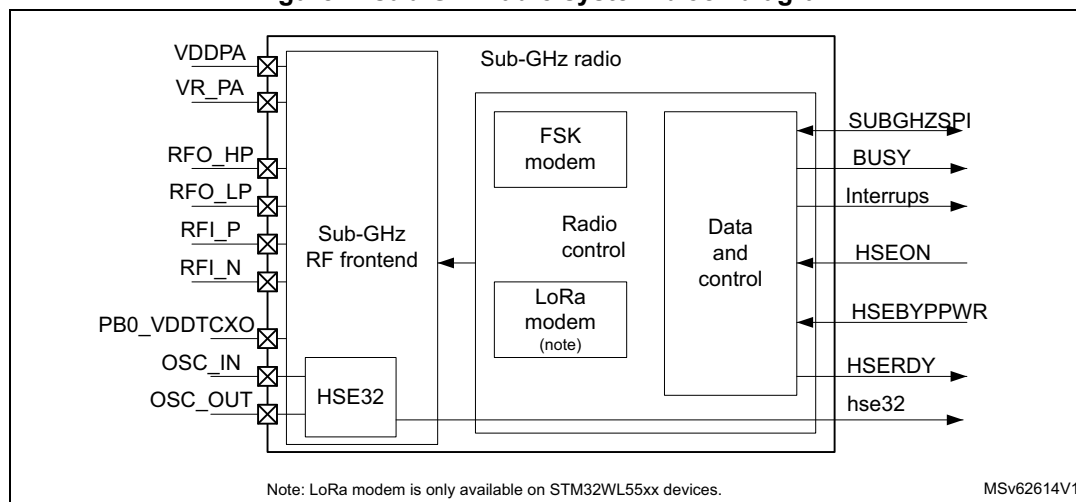 VDDPA
VR_PA
RFO_HP
RFO_LP
RFI_P
RFI_N
PB0_VDDTCXO
OSC_IN
OSC_OUT
Sub-GHz radio
Sub-GHz
RF frontend
HSE32
FSK
modem
Radio
control
LoRa
modem
(note)
Data
and
control
SUBGHZSPI
BUSY
Interrups
HSEON
HSEBYPPWR
HSERDY
hse32
Note: LoRa modem is only available on STM32WL55xx devices.
MSv62614V1